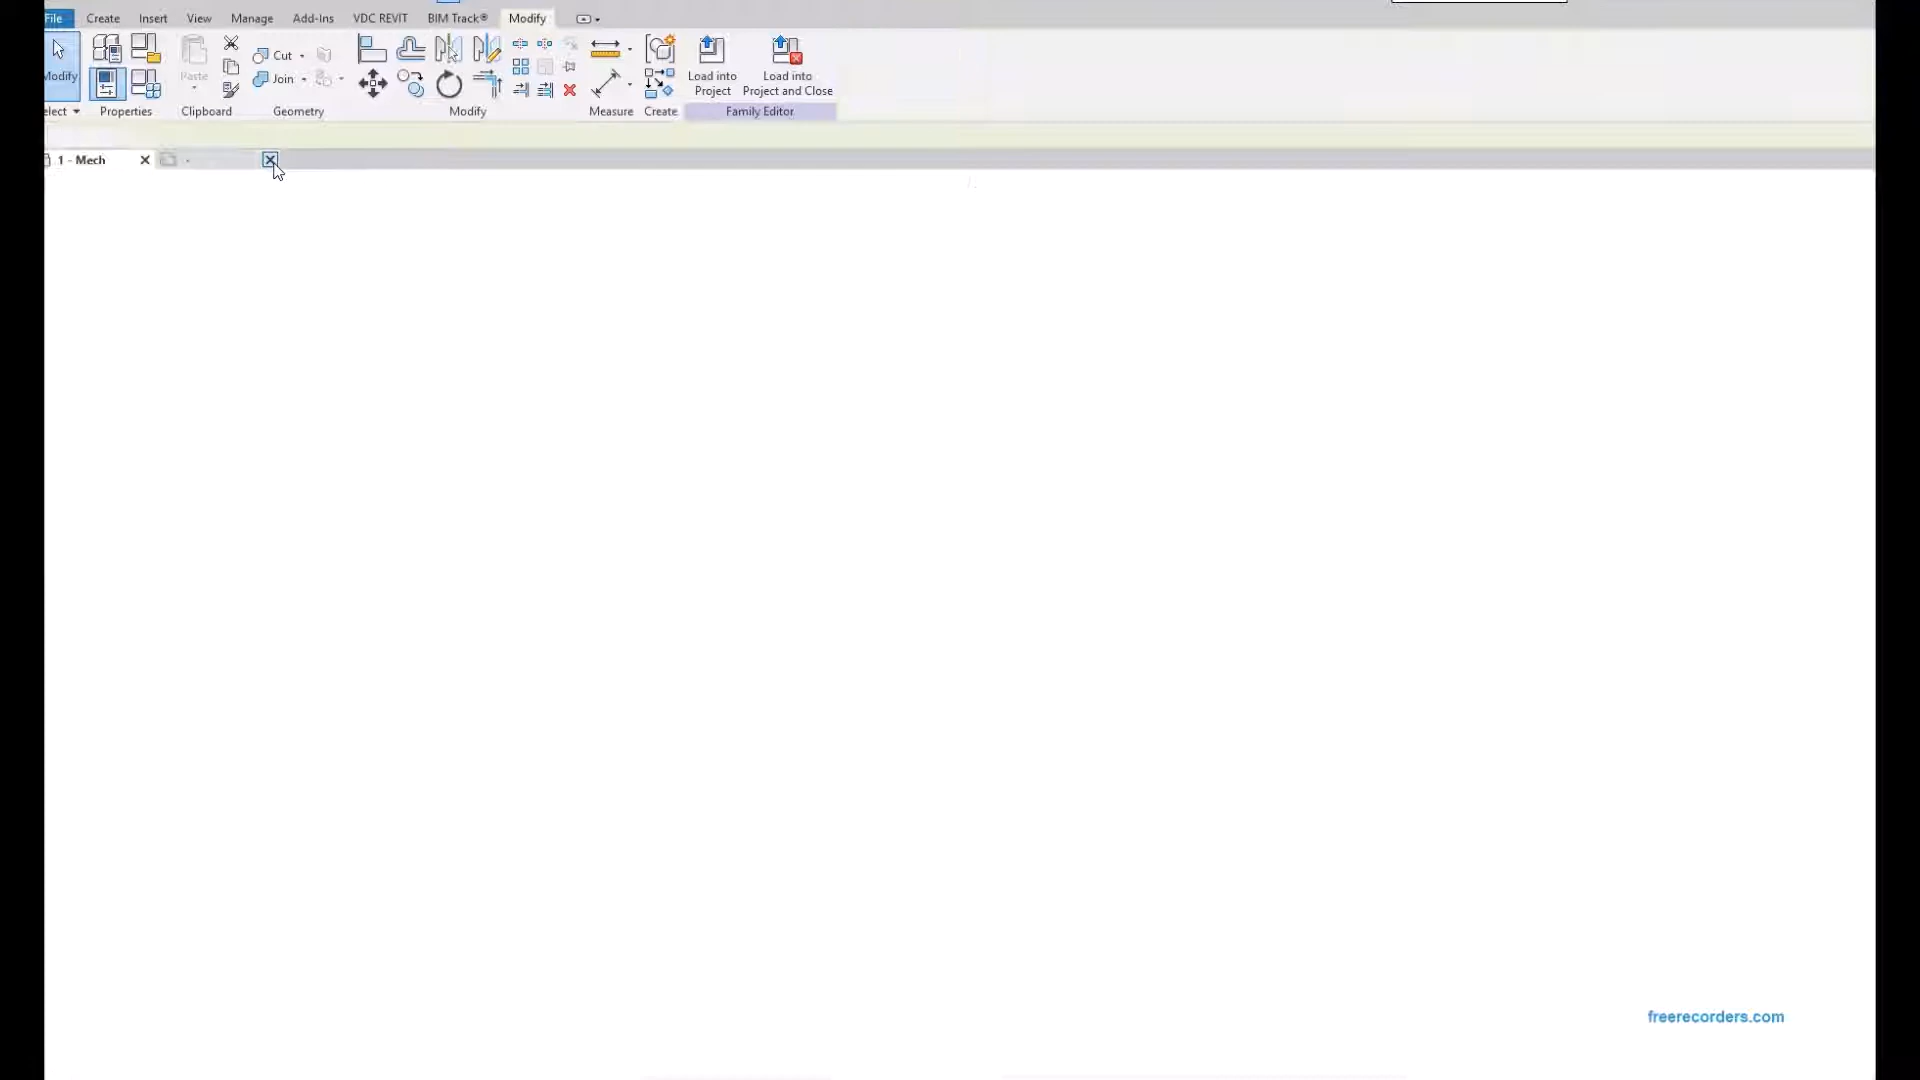 File Create Insert View Manage Add-Ins VDC REVIT BIM Track® Modify
Modify Paste Cut Join Load into Project Load into Project and Close
elect Properties Clipboard Geometry Modify Measure Create Family Editor
1 - Mech
freerecorders.com